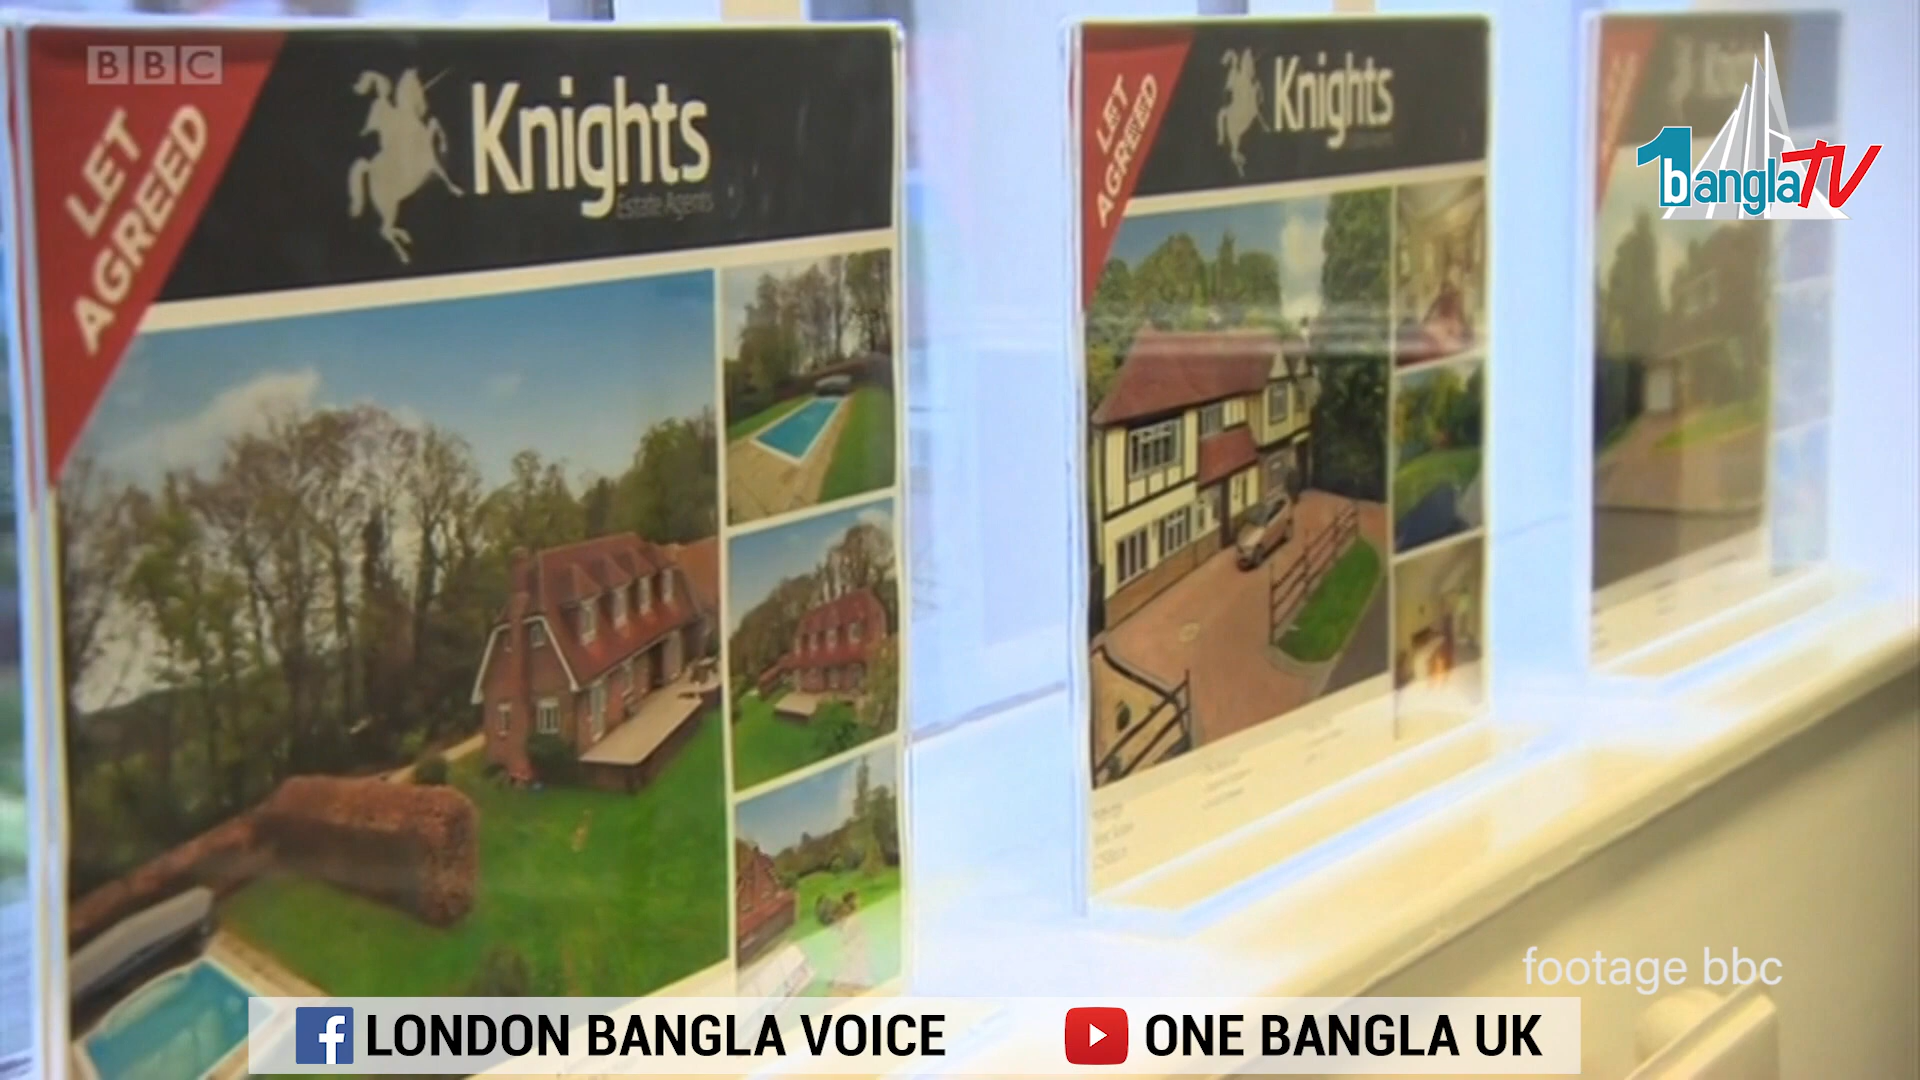 BBC
LET
AGREED
Knights
Estate Agents
LET
AGREED
Knights
1banglaTV
footage bbc
LONDON BANGLA VOICE
ONE BANGLA UK